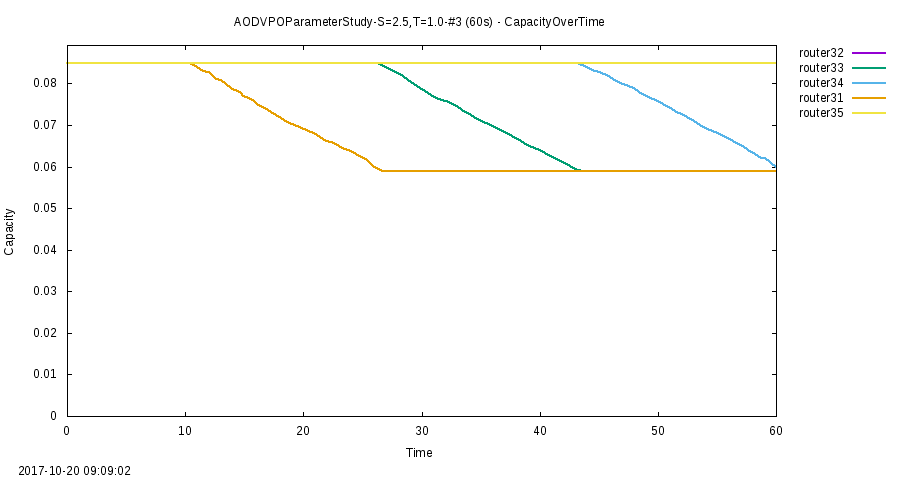 AODVPOParameterStudy-S=2.5,T=1.0-#3 (60s) - CapacityOverTime
router32
router33
router34
router31
router35
0.08
0.07
0.06
0.05
0.04
0.03
0.02
0.01
0
Capacity
0 10 20 30 40 50 60
Time
2017-10-20 09:09:02